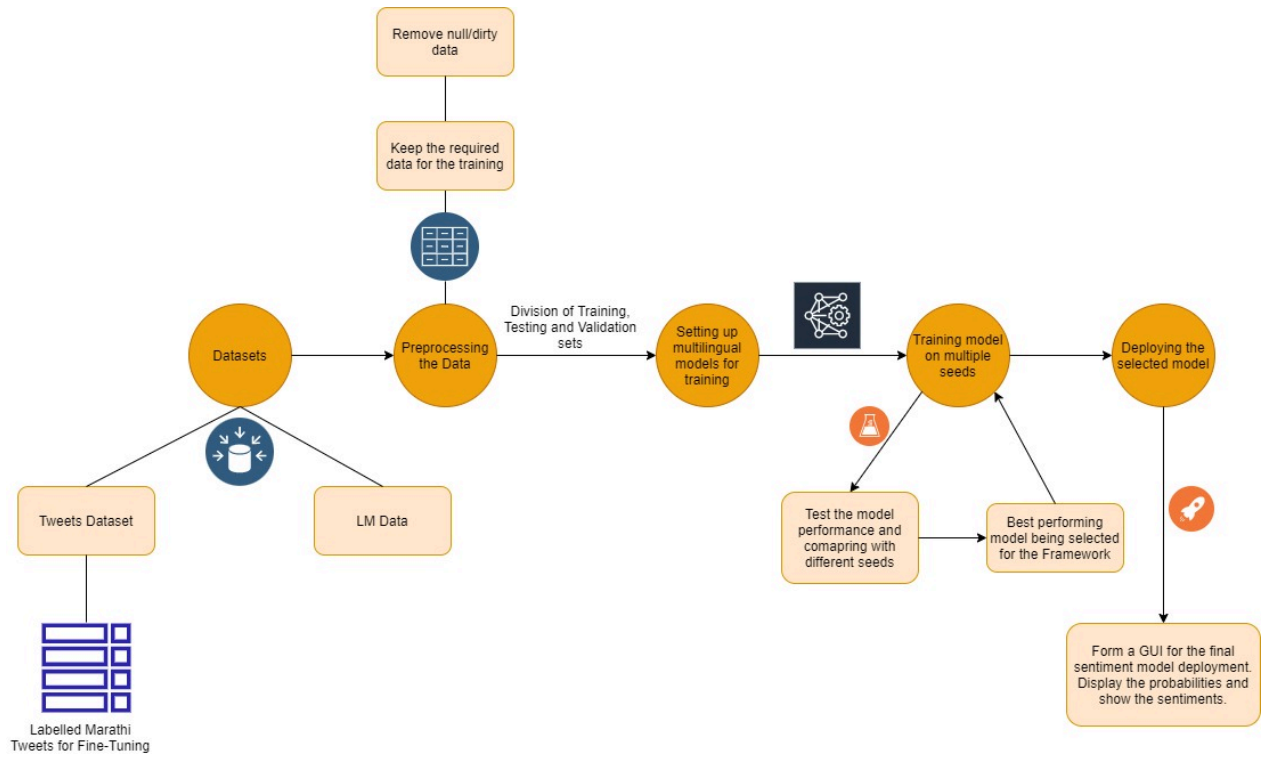 Remove null/dirty
data
Keep the required
data for the training
Datasets
Preprocessing
the Data
Division of Training,
Testing and Validation
sets
Setting up
multilingual
models for
training
Training model
on multiple
seeds
Deploying the
selected model
Tweets Dataset
LM Data
Test the model
performance and
comapring with
different seeds
Best performing
model being selected
for the Framework
Form a GUI for the final
sentiment model deployment.
Display the probabilities and
show the sentiments.
Labelled Marathi
Tweets for Fine-Tuning